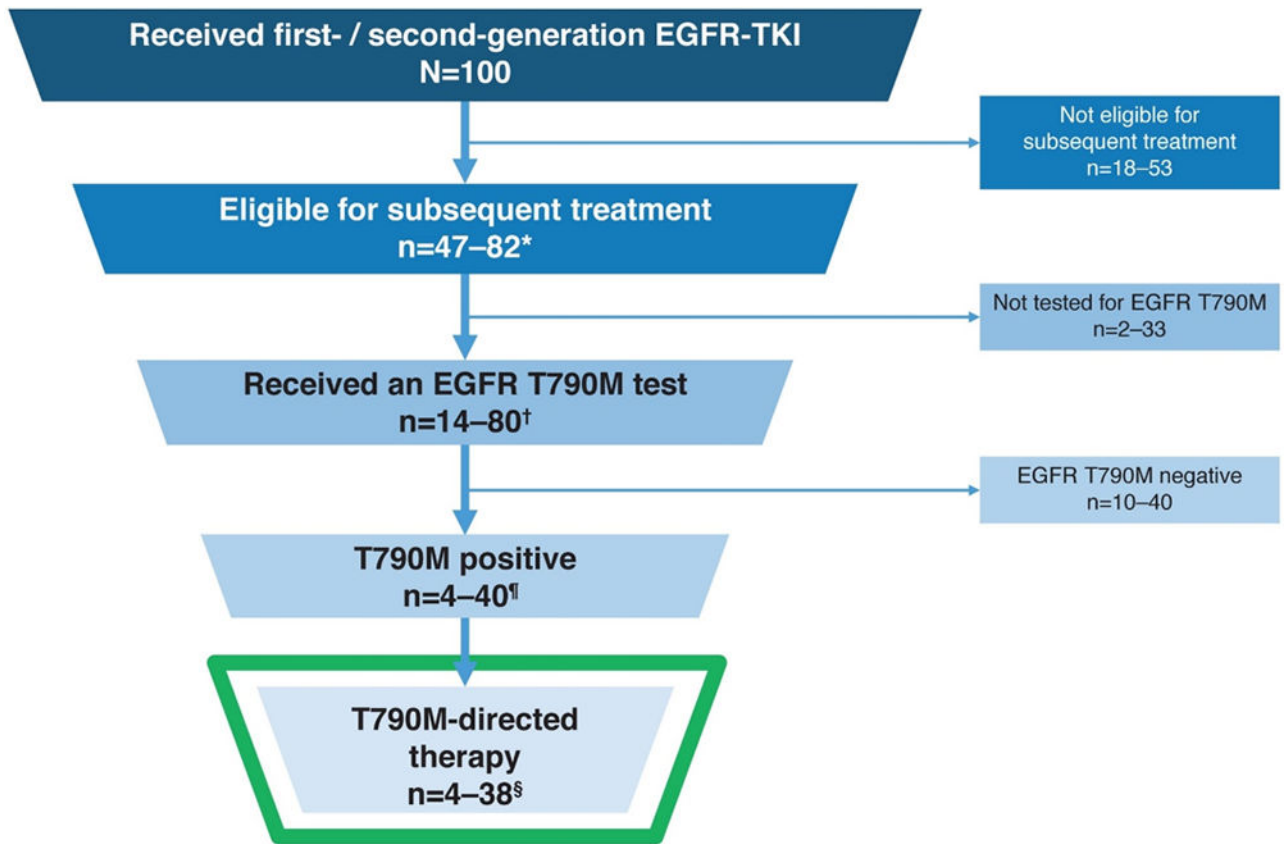 Received first- / second-generation EGFR-TKI
N=100
Not eligible for
subsequent treatment
n=18–53
Eligible for subsequent treatment
n=47–82*
Not tested for EGFR T790M
n=2–33
Received an EGFR T790M test
n=14–80†
EGFR T790M negative
n=10–40
T790M positive
n=4–40¶
T790M-directed
therapy
n=4–38§